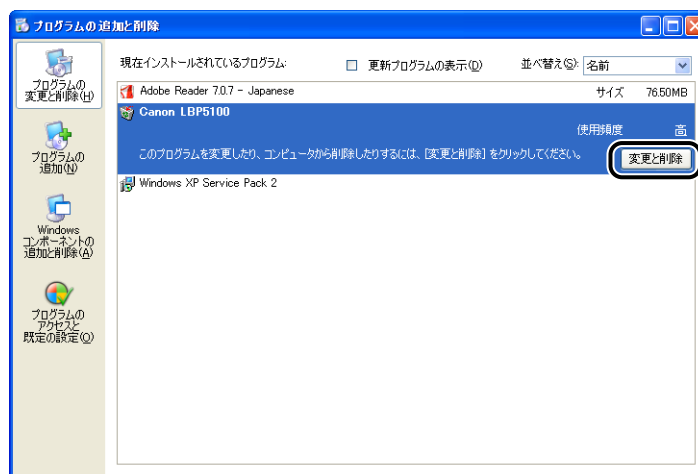 プログラムの追加と削除
プログラムの
変更と削除(H)
プログラムの
追加(N)
Windows
コンポーネントの
追加と削除(A)
プログラムの
アクセスと
既定の設定(O)
現在インストールされているプログラム:
更新プログラムの表示(D)
並べ替え(S): 名前
Adobe Reader 7.0.7 - Japanese サイズ 76.50MB
Canon LBP5100
使用頻度 高
このプログラムを変更したり、コンピュータから削除したりするには、[変更と削除] をクリックしてください。 変更と削除
Windows XP Service Pack 2